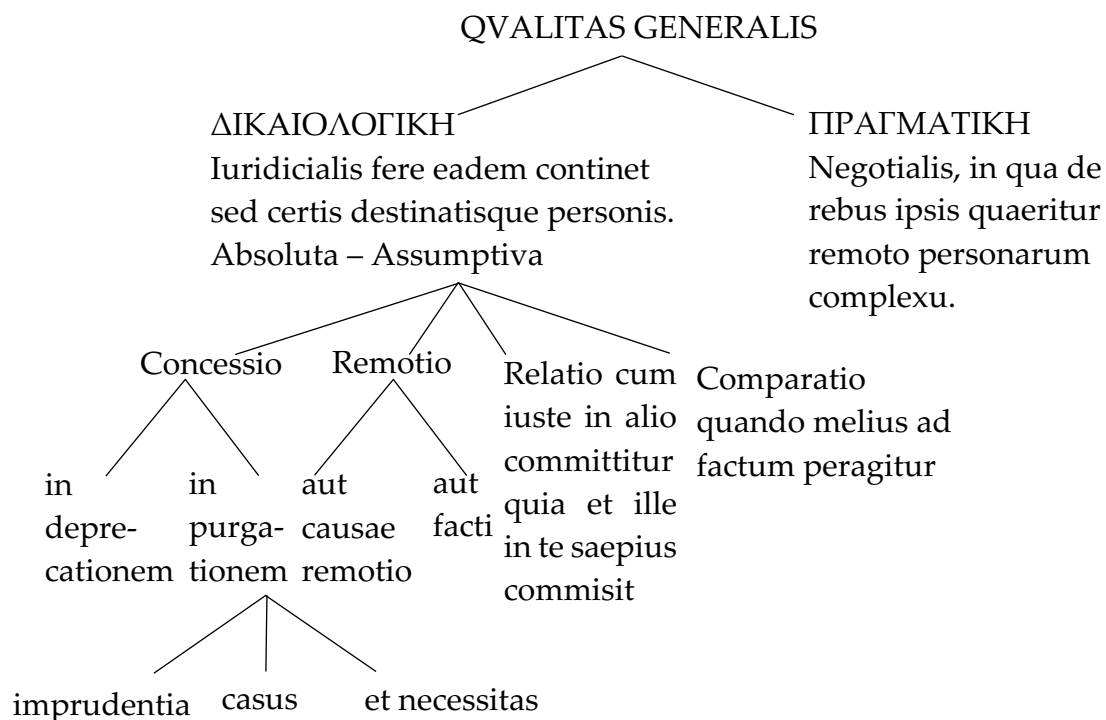 QVALITAS GENERALIS
ΔΙΚΑΙΟΛΟΓΙΚΗ
Iuridicialis fere eadem continet
sed certis destinatisque personis.
Absoluta – Assumptiva
ΠΡΑΓΜΑΤΙΚΗ
Negotialis, in qua de
rebus ipsis quaeritur
remoto personarum
complexu.
Concessio
Remotio
Relatio cum
iuste in alio
committitur
quia et ille
in te saepius
commisit
Comparatio
quando melius ad
factum peragitur
in
depre-
cationem
in
purga-
tionem
aut
causae
remotio
aut
facti
imprudentia
casus
et necessitas